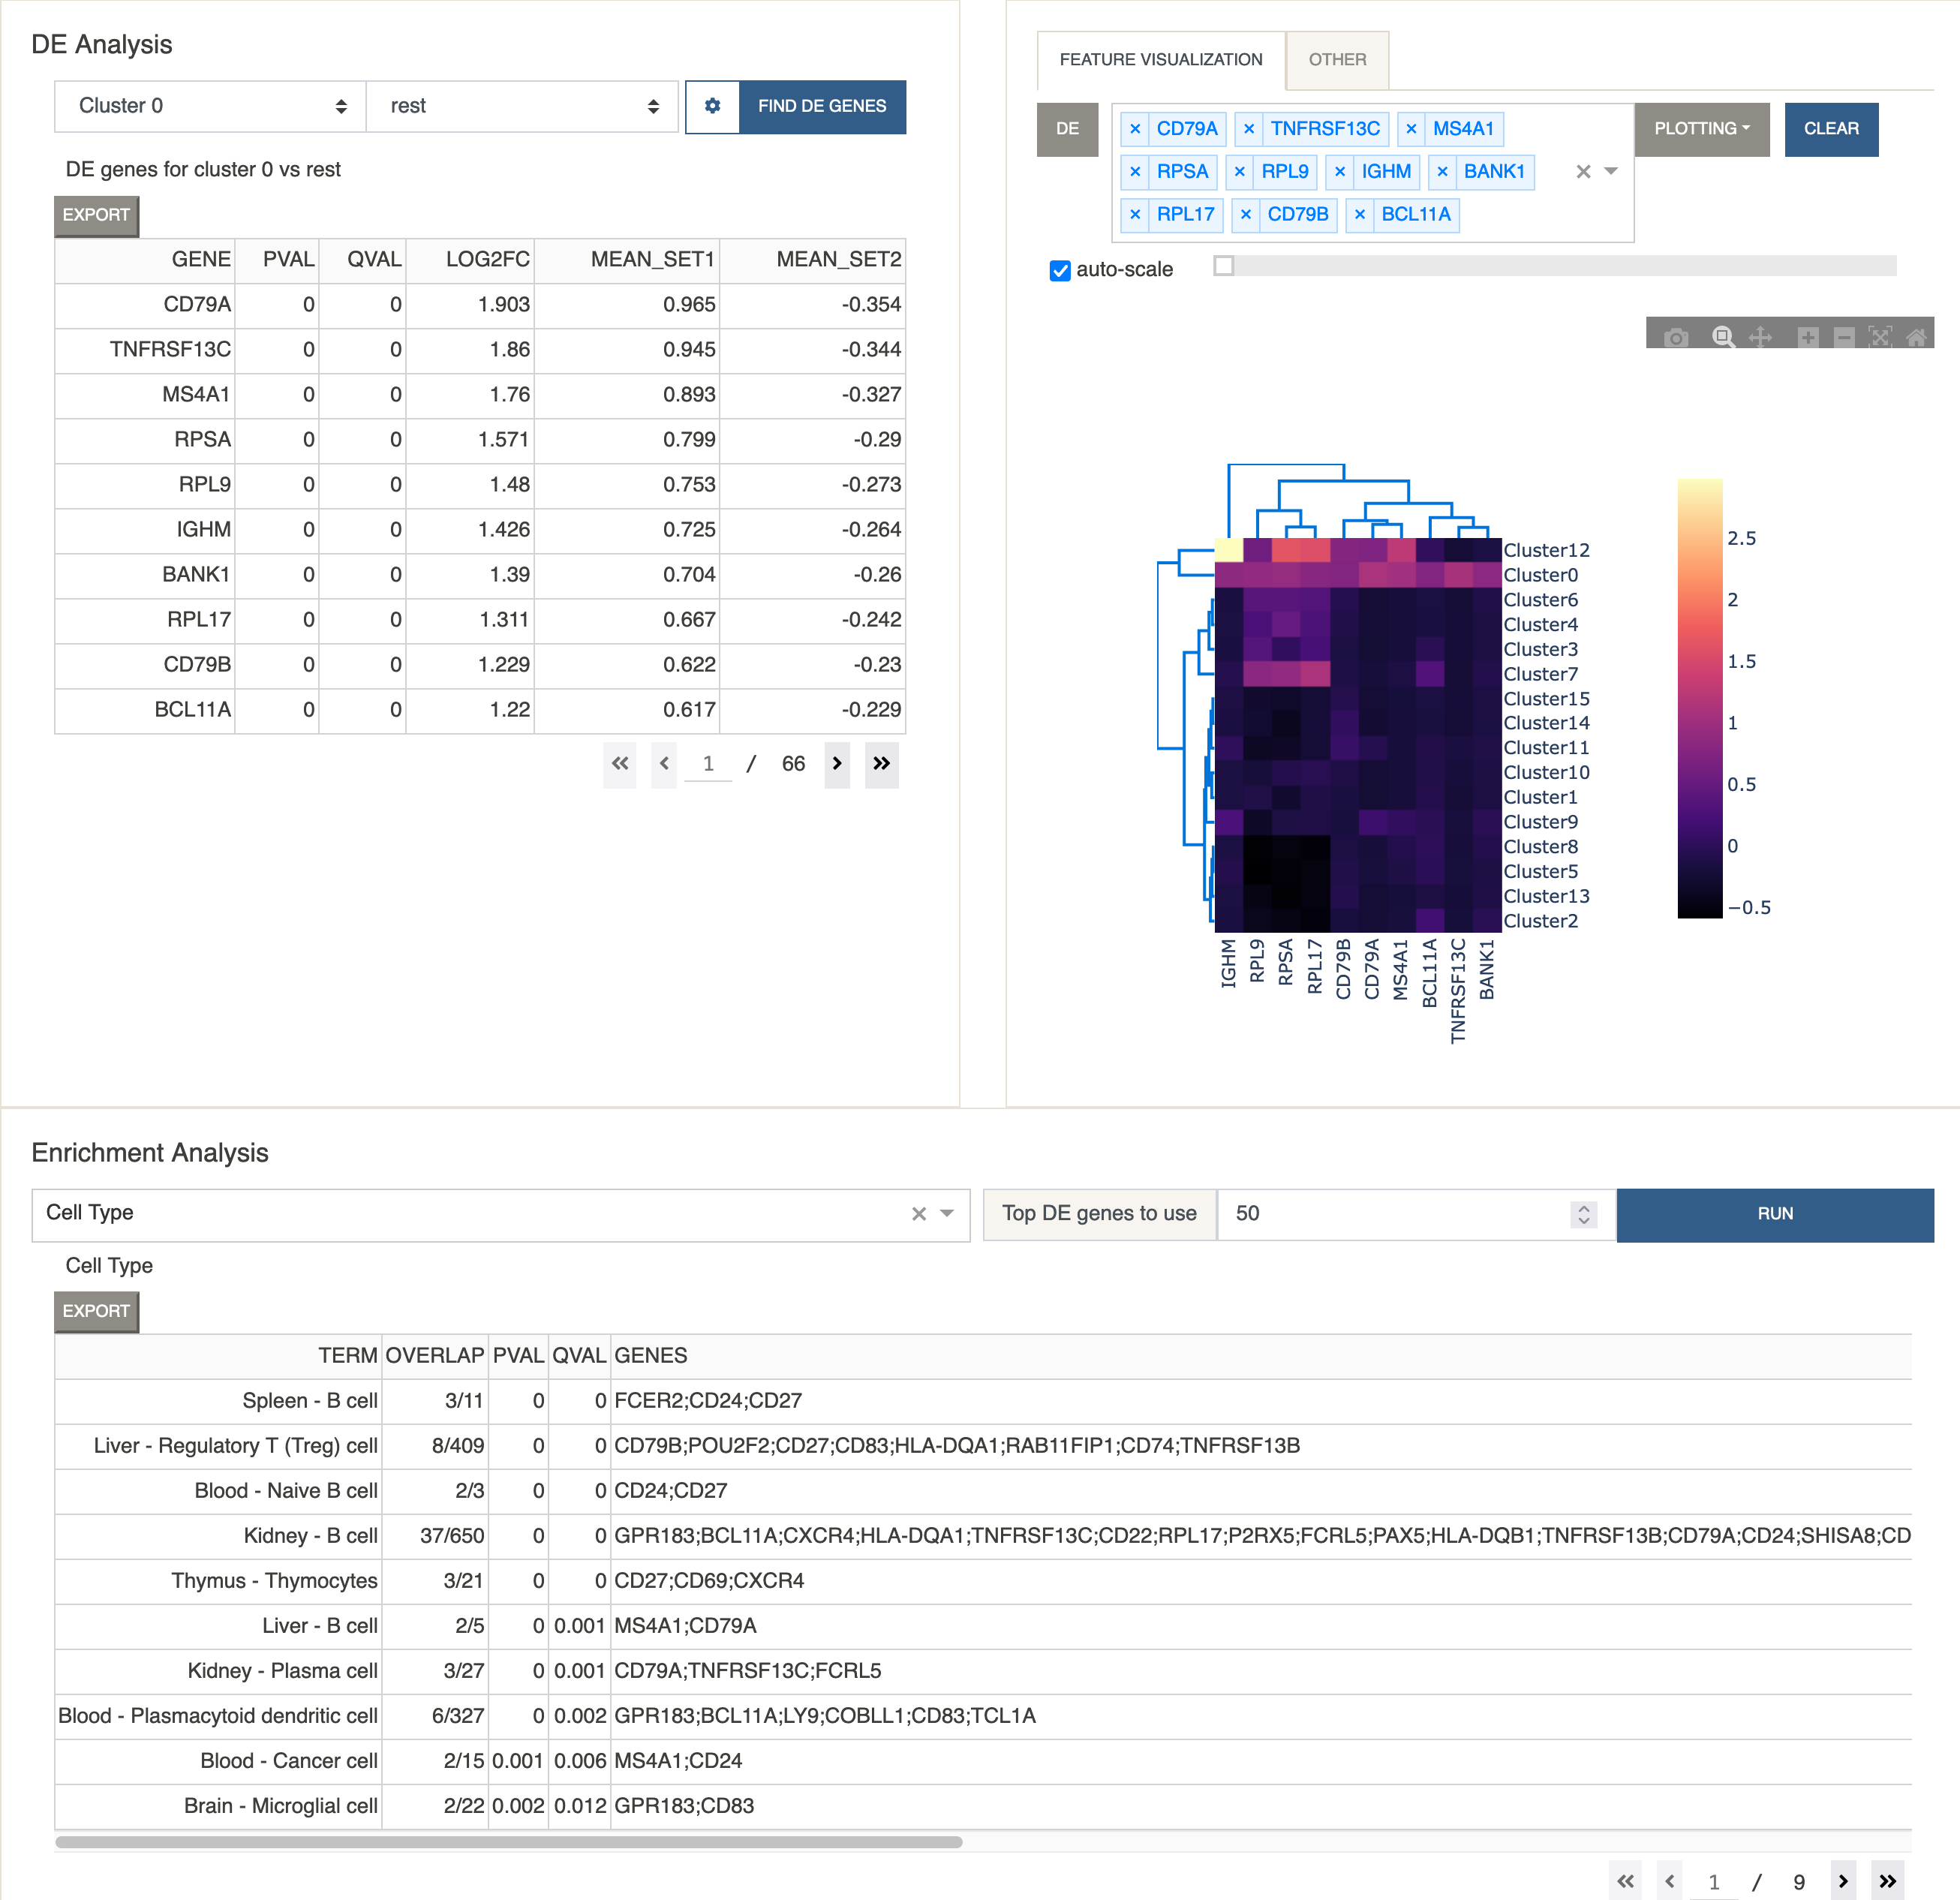 DE Analysis
Cluster 0 rest FIND DE GENES
DE genes for cluster 0 vs rest
EXPORT
GENE PVAL QVAL LOG2FC MEAN_SET1 MEAN_SET2
CD79A 0 0 1.903 0.965 -0.354
TNFRSF13C 0 0 1.86 0.945 -0.344
MS4A1 0 0 1.76 0.893 -0.327
RPSA 0 0 1.571 0.799 -0.29
RPL9 0 0 1.48 0.753 -0.273
IGHM 0 0 1.426 0.725 -0.264
BANK1 0 0 1.39 0.704 -0.26
RPL17 0 0 1.311 0.667 -0.242
CD79B 0 0 1.229 0.622 -0.23
BCL11A 0 0 1.22 0.617 -0.229
1 / 66
FEATURE VISUALIZATION OTHER
DE × CD79A × TNFRSF13C × MS4A1 PLOTTING CLEAR
× RPSA × RPL9 × IGHM × BANK1 ×
× RPL17 × CD79B × BCL11A
auto-scale
Cluster12
Cluster0
Cluster6
Cluster4
Cluster3
Cluster7
Cluster15
Cluster14
Cluster11
Cluster10
Cluster1
Cluster9
Cluster8
Cluster5
Cluster13
Cluster2
IGHM
RPL9
RPSA
RPL17
CD79B
CD79A
MS4A1
BCL11A
TNFRSF13C
BANK1
2.5
2
1.5
1
0.5
0
−0.5
Enrichment Analysis
Cell Type × Top DE genes to use 50 RUN
Cell Type
EXPORT
TERM OVERLAP PVAL QVAL GENES
Spleen - B cell 3/11 0 0 FCER2;CD24;CD27
Liver - Regulatory T (Treg) cell 8/409 0 0 CD79B;POU2F2;CD27;CD83;HLA-DQA1;RAB11FIP1;CD74;TNFRSF13B
Blood - Naive B cell 2/3 0 0 CD24;CD27
Kidney - B cell 37/650 0 0 GPR183;BCL11A;CXCR4;HLA-DQA1;TNFRSF13C;CD22;RPL17;P2RX5;FCRL5;PAX5;HLA-DQB1;TNFRSF13B;CD79A;CD24;SHISA8;CD
Thymus - Thymocytes 3/21 0 0 CD27;CD69;CXCR4
Liver - B cell 2/5 0 0.001 MS4A1;CD79A
Kidney - Plasma cell 3/27 0 0.001 CD79A;TNFRSF13C;FCRL5
Blood - Plasmacytoid dendritic cell 6/327 0 0.002 GPR183;BCL11A;LY9;COBLL1;CD83;TCL1A
Blood - Cancer cell 2/15 0.001 0.006 MS4A1;CD24
Brain - Microglial cell 2/22 0.002 0.012 GPR183;CD83
1 / 9